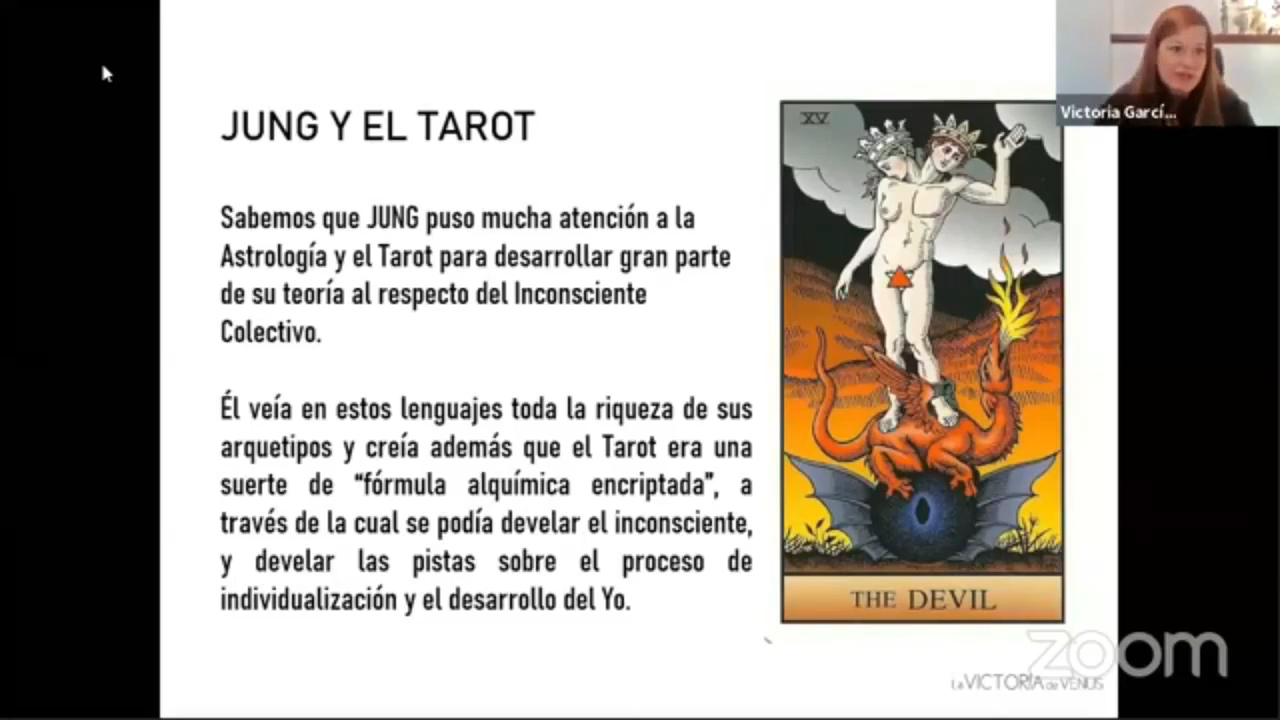 JUNG Y EL TAROT
Sabemos que JUNG puso mucha atención a la
Astrología y el Tarot para desarrollar gran parte
de su teoría al respecto del Inconsciente
Colectivo.
Él veía en estos lenguajes toda la riqueza de sus
arquetipos y creía además que el Tarot era una
suerte de “fórmula alquímica encriptada”, a
través de la cual se podía develar el inconsciente,
y develar las pistas sobre el proceso de
individualización y el desarrollo del Yo.
XV
THE DEVIL
Victoria Garcí...
zoom
La VICTORIA de VENUS